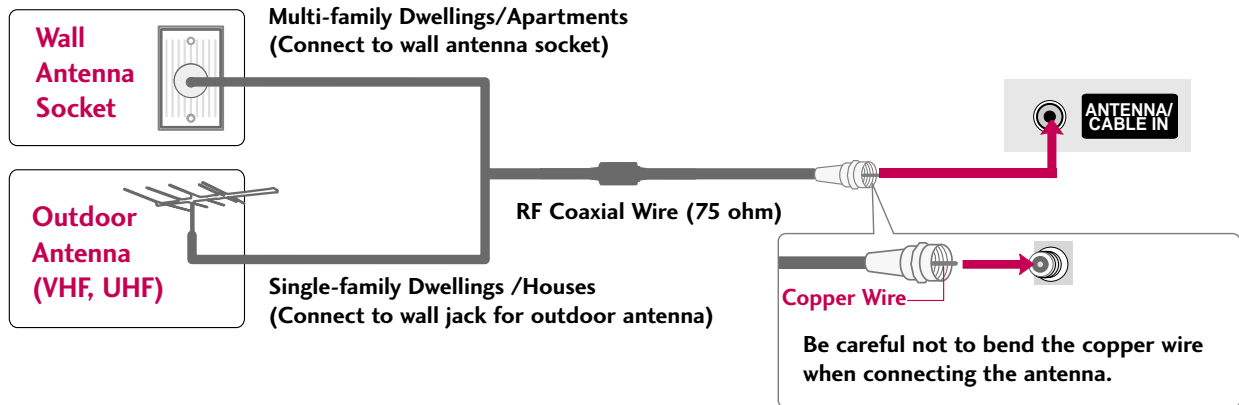 Wall
Antenna
Socket
Multi-family Dwellings/Apartments
(Connect to wall antenna socket)
ANTENNA/
CABLE IN
Outdoor
Antenna
(VHF, UHF)
RF Coaxial Wire (75 ohm)
Single-family Dwellings /Houses
(Connect to wall jack for outdoor antenna)
Copper Wire
Be careful not to bend the copper wire
when connecting the antenna.